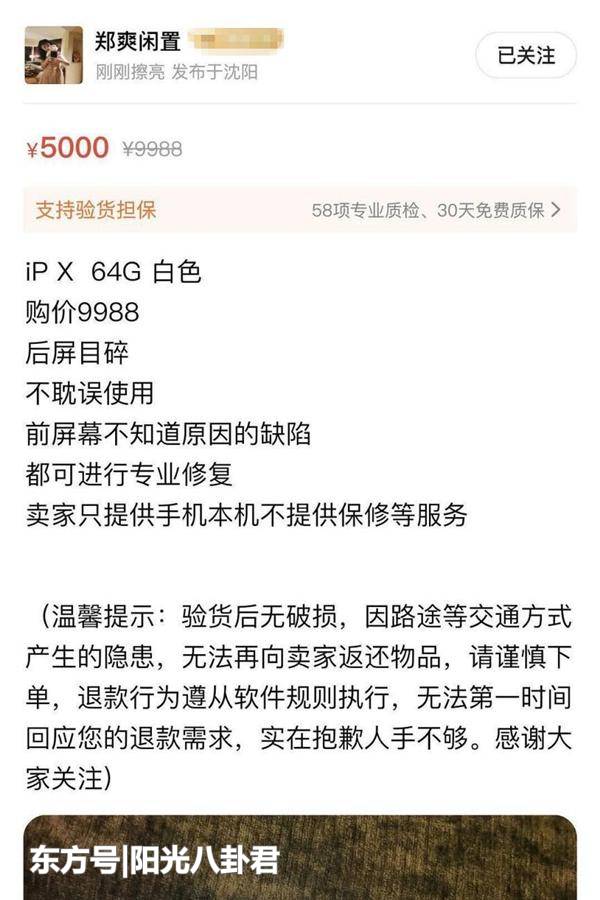 郑爽闲置
刚刚擦亮 发布于沈阳
已关注
¥5000 ¥9988
支持验货担保
58项专业质检、30天免费质保
iP X 64G 白色
购价9988
后屏目碎
不耽误使用
前屏幕不知道原因的缺陷
都可进行专业修复
卖家只提供手机本机不提供保修等服务
（温馨提示：验货后无破损，因路途等交通方式
产生的隐患，无法再向卖家返还物品，请谨慎下
单，退款行为遵从软件规则执行，无法第一时间
回应您的退款需求，实在抱歉人手不够。感谢大
家关注）
东方号|阳光八卦君